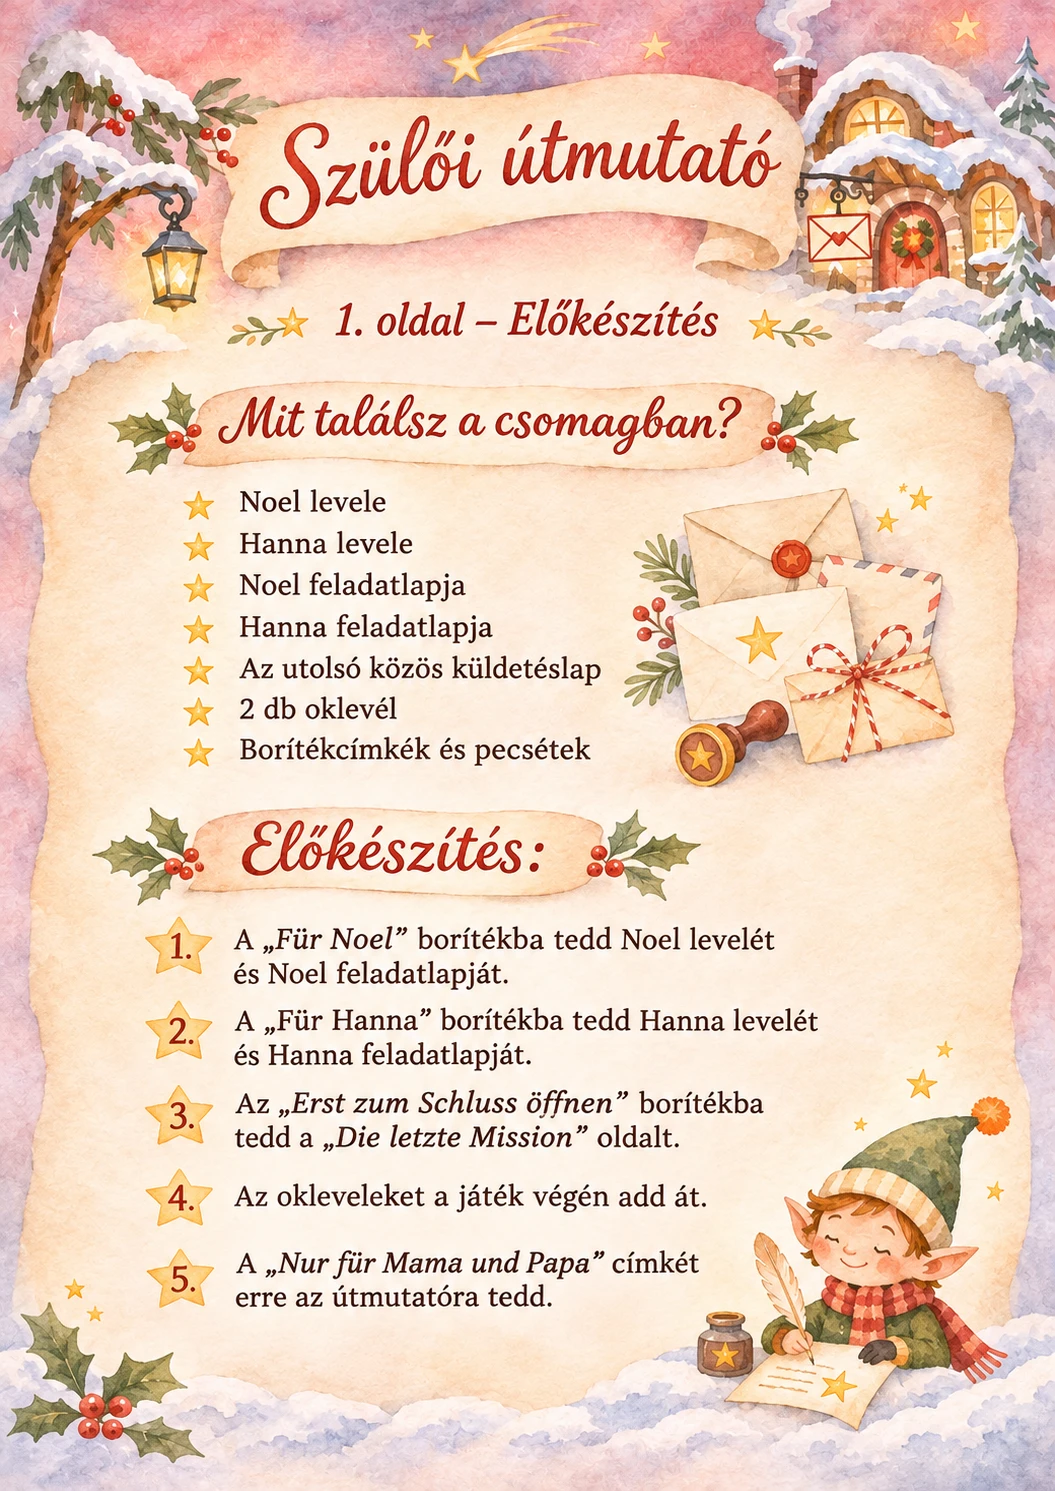 Szülői útmutató
1. oldal – Előkészítés
Mit találsz a csomagban?
Noel levele
Hanna levele
Noel feladatlapja
Hanna feladatlapja
Az utolsó közös küldetéslap
2 db oklevél
Borítékcímkék és pecsétek
Előkészítés:
1. A „Für Noel” borítékba tedd Noel levelét
és Noel feladatlapját.
2. A „Für Hanna” borítékba tedd Hanna levelét
és Hanna feladatlapját.
3. Az „Erst zum Schluss öffnen” borítékba
tedd a „Die letzte Mission” oldalt.
4. Az okleveleket a játék végén add át.
5. A „Nur für Mama und Papa” címkét
erre az útmutatóra tedd.